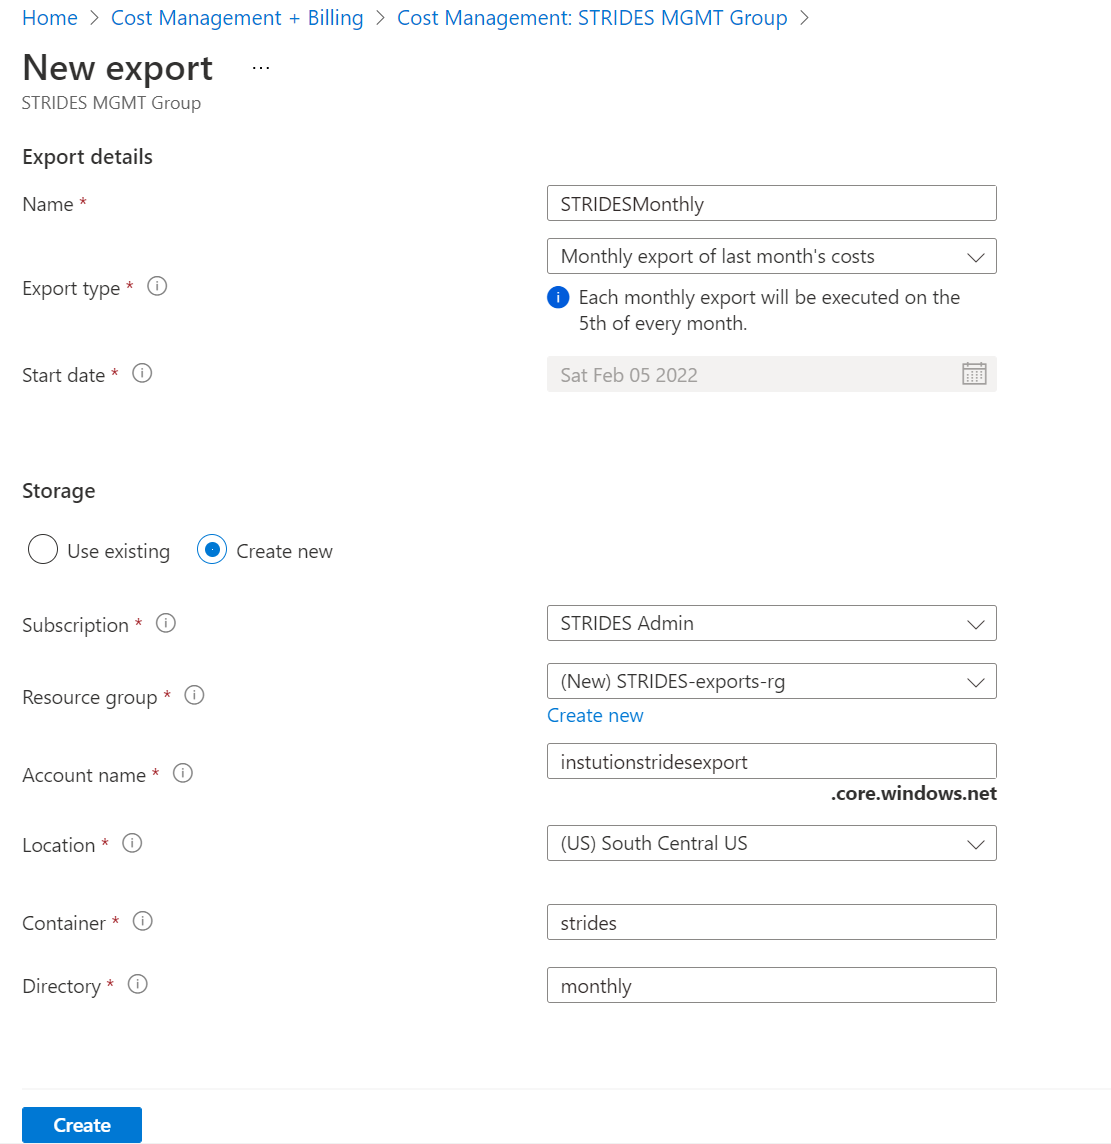 Home > Cost Management + Billing > Cost Management: STRIDES MGMT Group >
New export ...
STRIDES MGMT Group
Export details
Name *
STRIDESMonthly
Export type *
Monthly export of last month's costs
Each monthly export will be executed on the
5th of every month.
Start date *
Sat Feb 05 2022
Storage
Use existing
Create new
Subscription *
STRIDES Admin
Resource group *
(New) STRIDES-exports-rg
Create new
Account name *
instutionstridesexport
.core.windows.net
Location *
(US) South Central US
Container *
strides
Directory *
monthly
Create